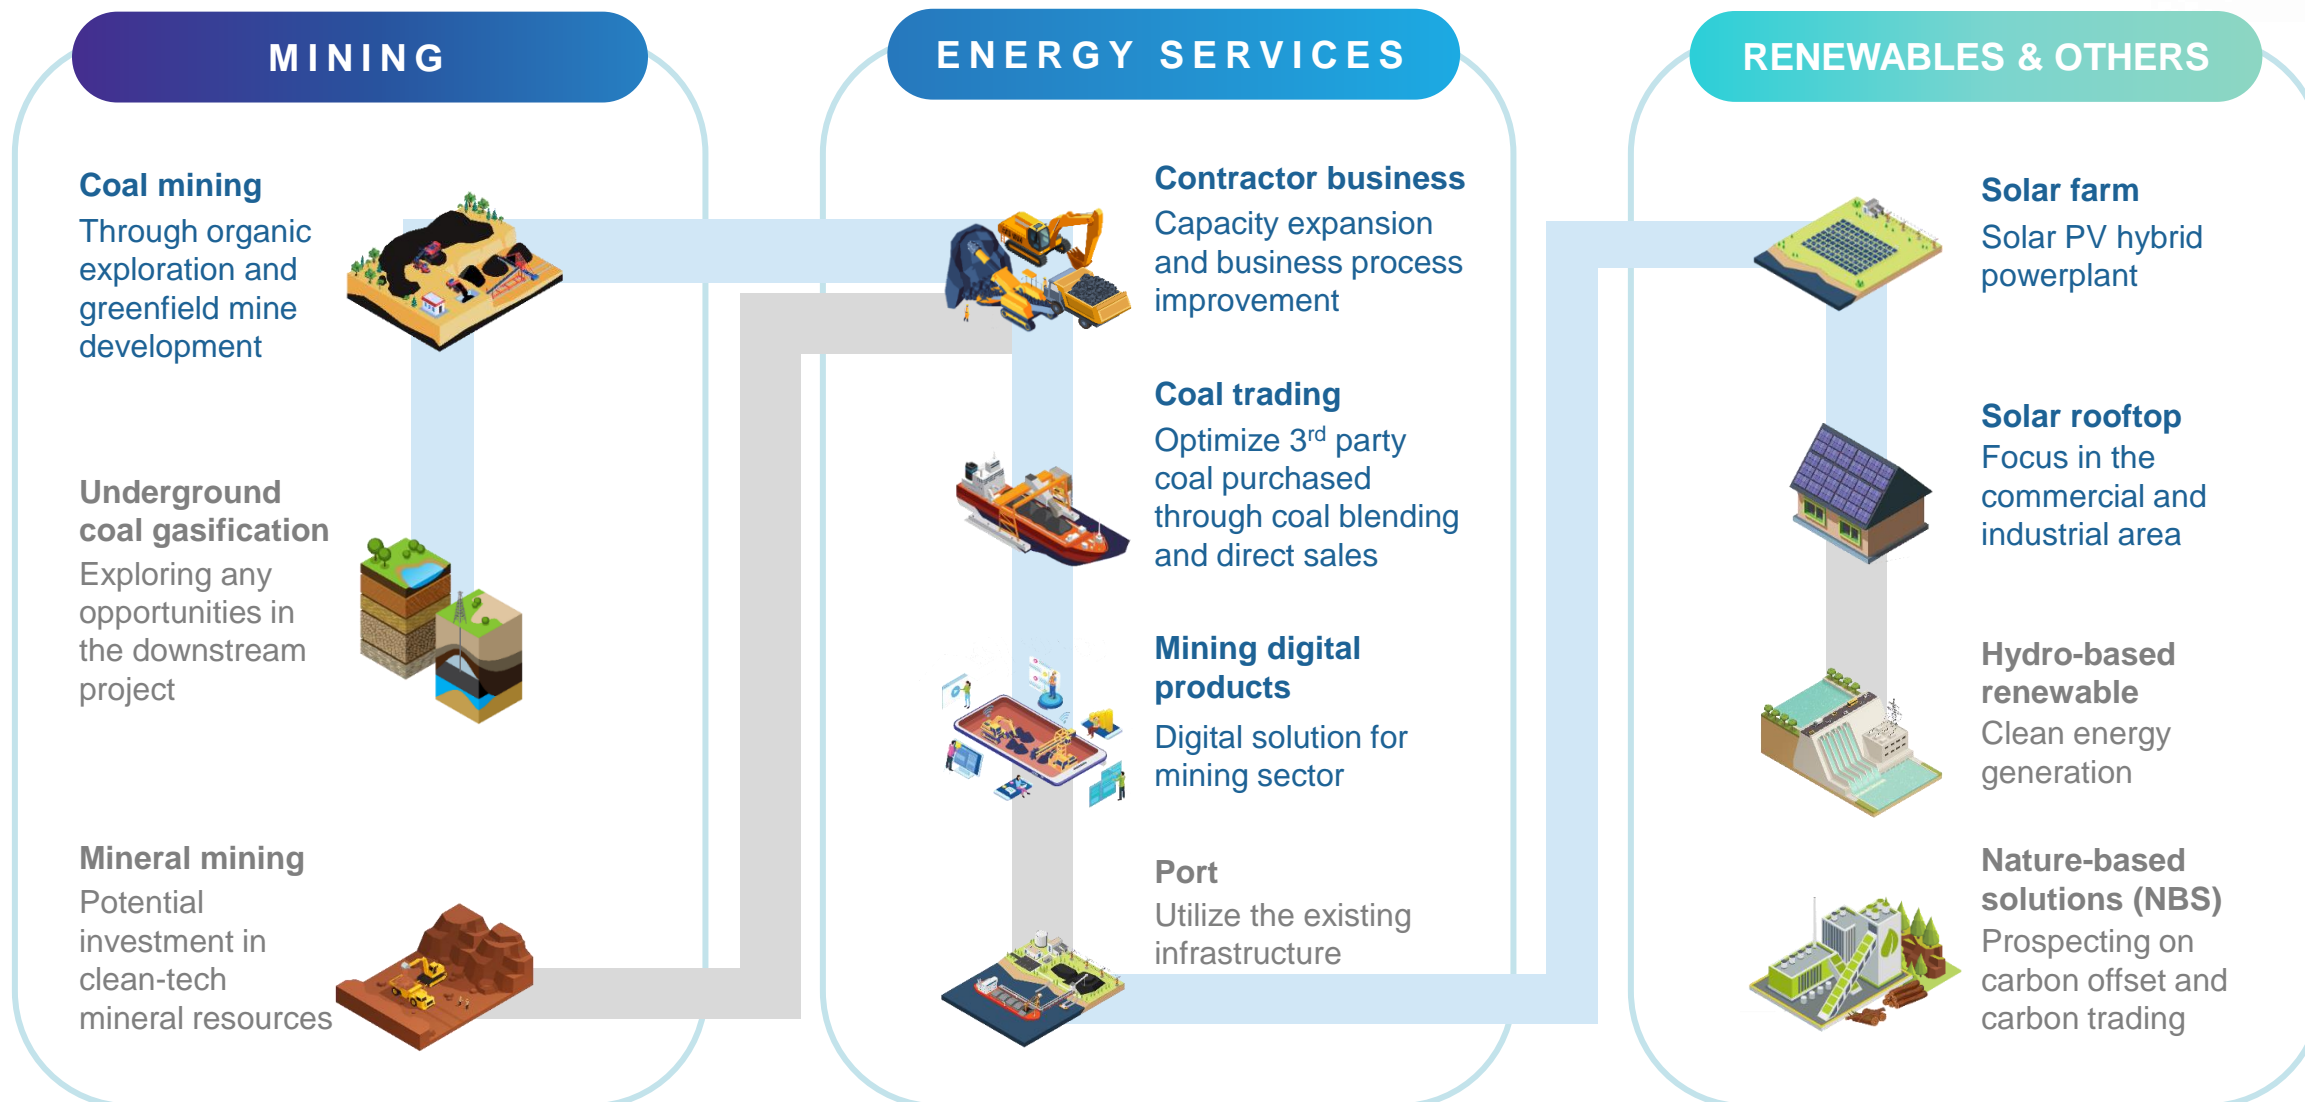 MINING
Coal mining
Through organic
exploration and
greenfield mine
development
Underground
coal gasification
Exploring any
opportunities in
the downstream
project
Mineral mining
Potential
investment in
clean-tech
mineral resources
ENERGY SERVICES
Contractor business
Capacity expansion
and business process
improvement
Coal trading
Optimize 3rd party
coal purchased
through coal blending
and direct sales
Mining digital
products
Digital solution for
mining sector
Port
Utilize the existing
infrastructure
RENEWABLES & OTHERS
Solar farm
Solar PV hybrid
powerplant
Solar rooftop
Focus in the
commercial and
industrial area
Hydro-based
renewable
Clean energy
generation
Nature-based
solutions (NBS)
Prospecting on
carbon offset and
carbon trading